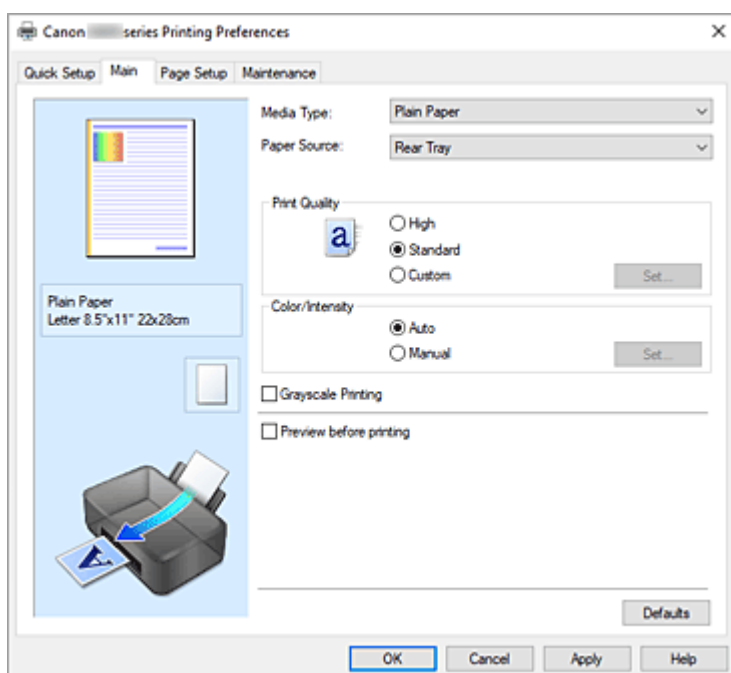 Canon series Printing Preferences
Quick Setup Main Page Setup Maintenance
Media Type: Plain Paper
Paper Source: Rear Tray
Print Quality
a
High
Standard
Custom Set...
Plain Paper
Letter 8.5"x11" 22x28cm
Color/Intensity
Auto
Manual Set...
Grayscale Printing
Preview before printing
A
Defaults
OK Cancel Apply Help